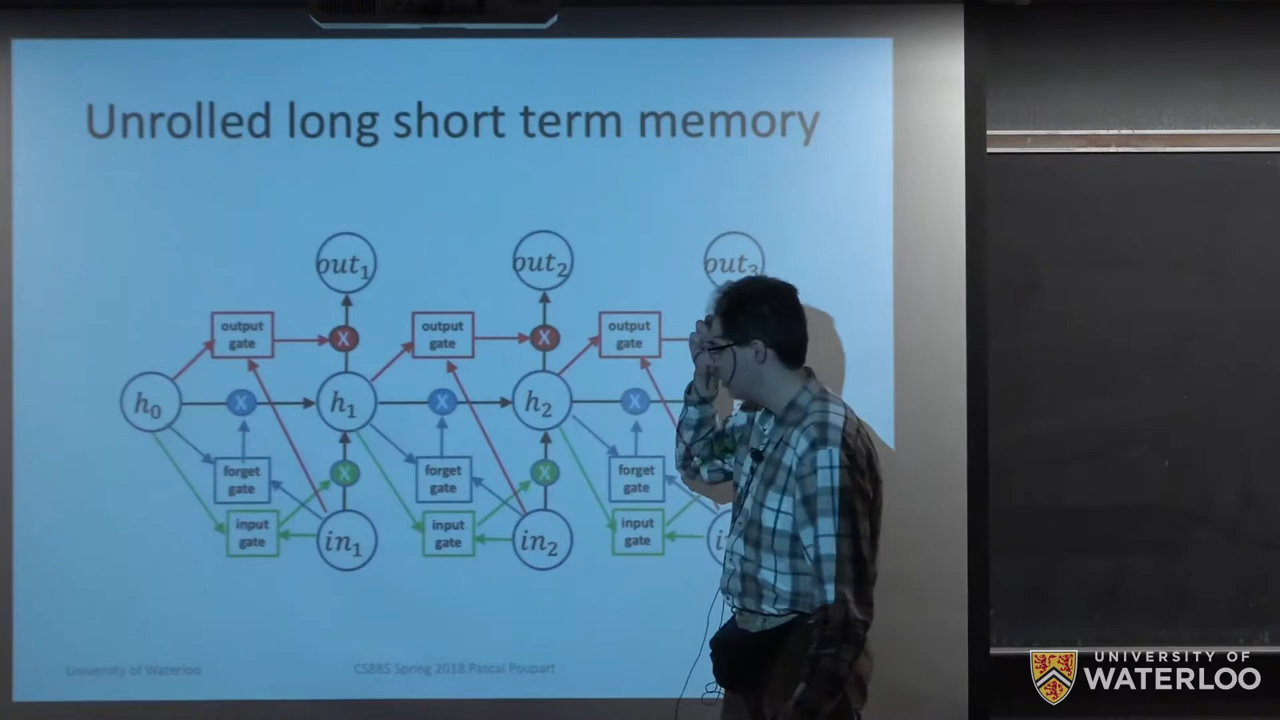 Unrolled long short term memory
out₁ out₂ out₃
output gate output gate output gate
X X
h₀ X h₁ X h₂ X
forget gate forget gate forget gate
X X
input gate input gate input gate
in₁ in₂
University of Waterloo CS885 Spring 2018 Pascal Poupart
UNIVERSITY OF
WATERLOO